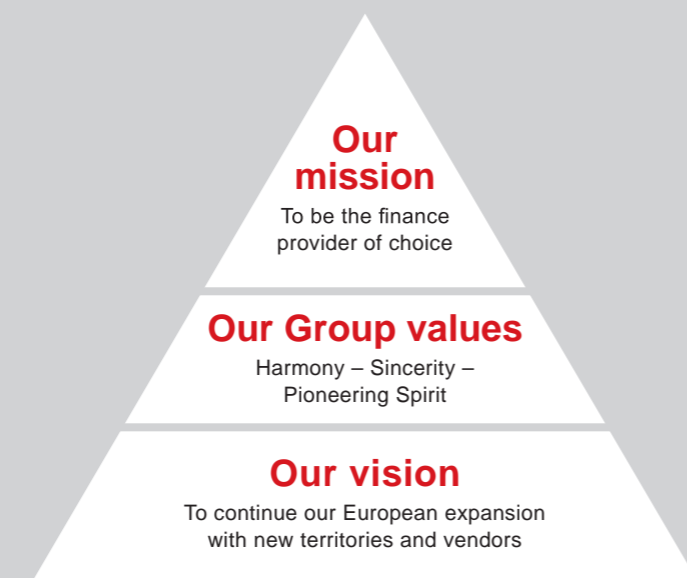 Our
mission
To be the finance
provider of choice
Our Group values
Harmony – Sincerity –
Pioneering Spirit
Our vision
To continue our European expansion
with new territories and vendors